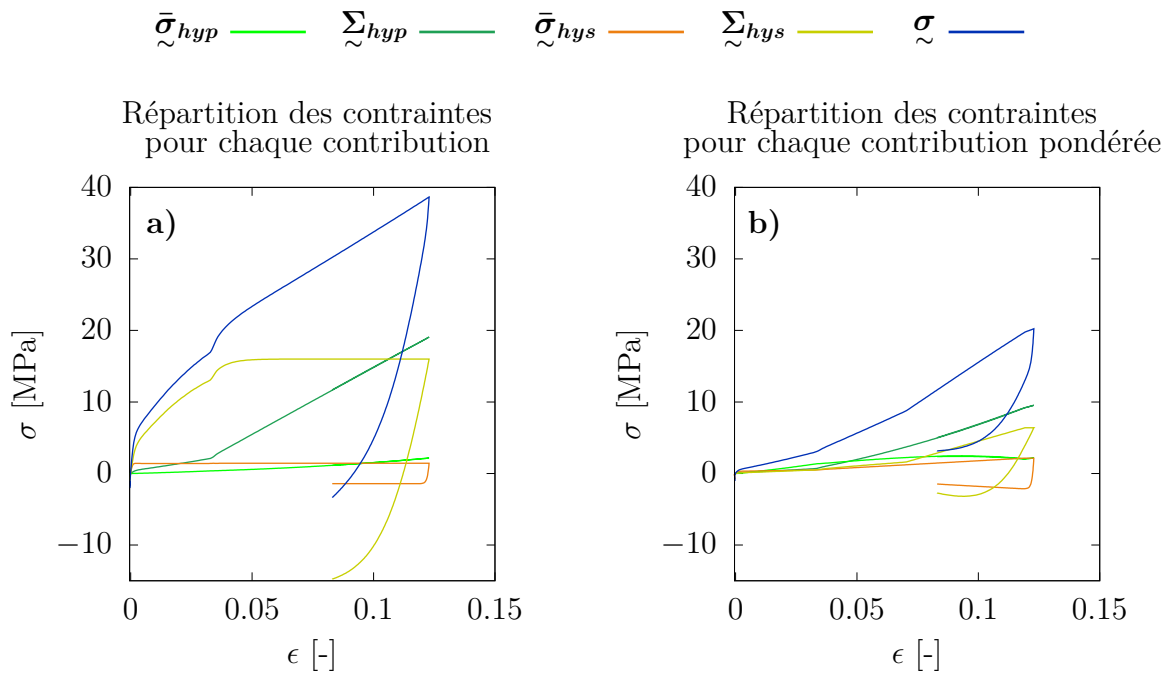 σ̄hyp Σhyp σ̄hys Σhys σ
Répartition des contraintes
pour chaque contribution
a)
40
30
20
10
0
−10
σ [MPa]
0 0.05 0.1 0.15
ϵ [-]
Répartition des contraintes
pour chaque contribution pondérée
b)
40
30
20
10
0
−10
σ [MPa]
0 0.05 0.1 0.15
ϵ [-]